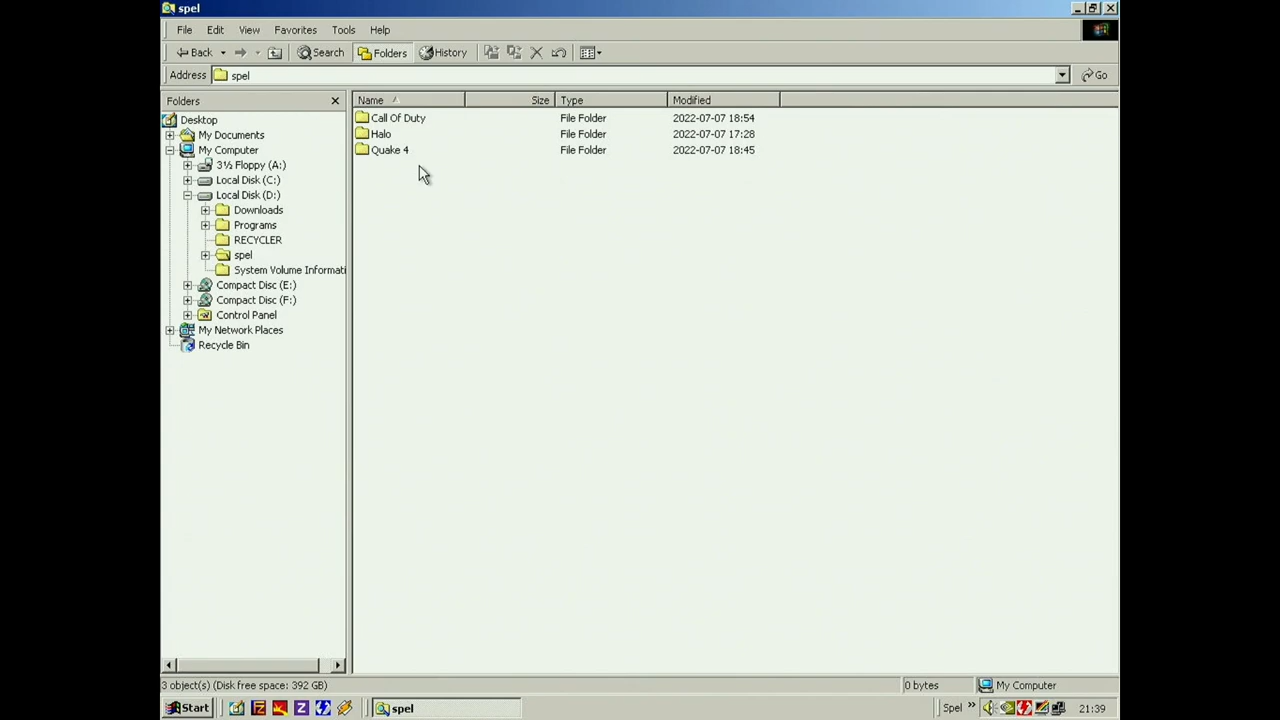 spel
File Edit View Favorites Tools Help
Back Search Folders History
Address spel Go
Folders
Name Size Type Modified
Desktop
My Documents
My Computer
3½ Floppy (A:)
Local Disk (C:)
Local Disk (D:)
Downloads
Programs
RECYCLER
spel
System Volume Informati
Compact Disc (E:)
Compact Disc (F:)
Control Panel
My Network Places
Recycle Bin
Call Of Duty File Folder 2022-07-07 18:54
Halo File Folder 2022-07-07 17:28
Quake 4 File Folder 2022-07-07 18:45
3 object(s) (Disk free space: 392 GB) 0 bytes My Computer
Start spel Spel » 21:39